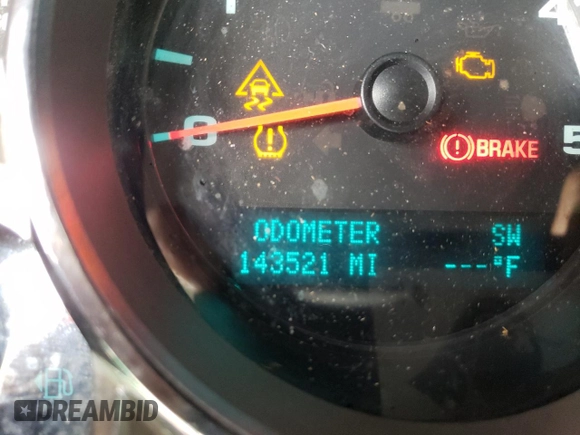 1
4
0
5
BRAKE
ODOMETER SW
143521 MI ---°F
DREAMBID